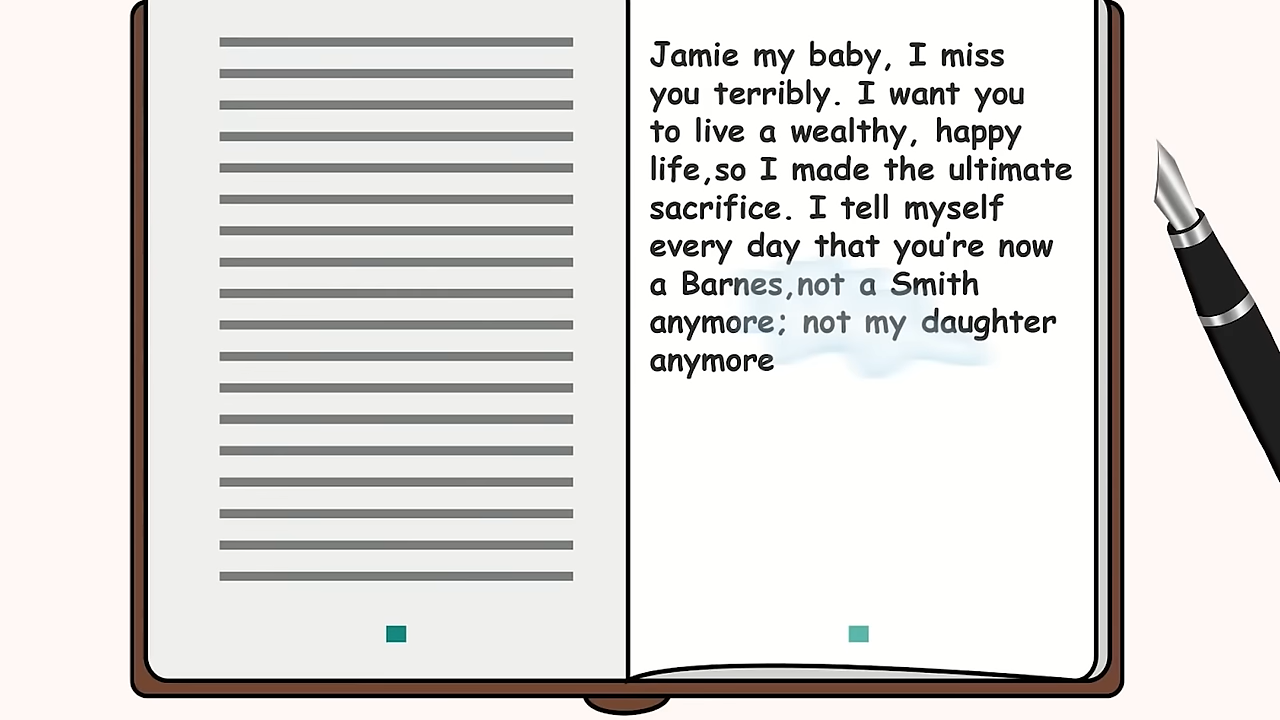 Jamie my baby, I miss
you terribly. I want you
to live a wealthy, happy
life,so I made the ultimate
sacrifice. I tell myself
every day that you're now
a Barnes,not a Smith
anymore; not my daughter
anymore